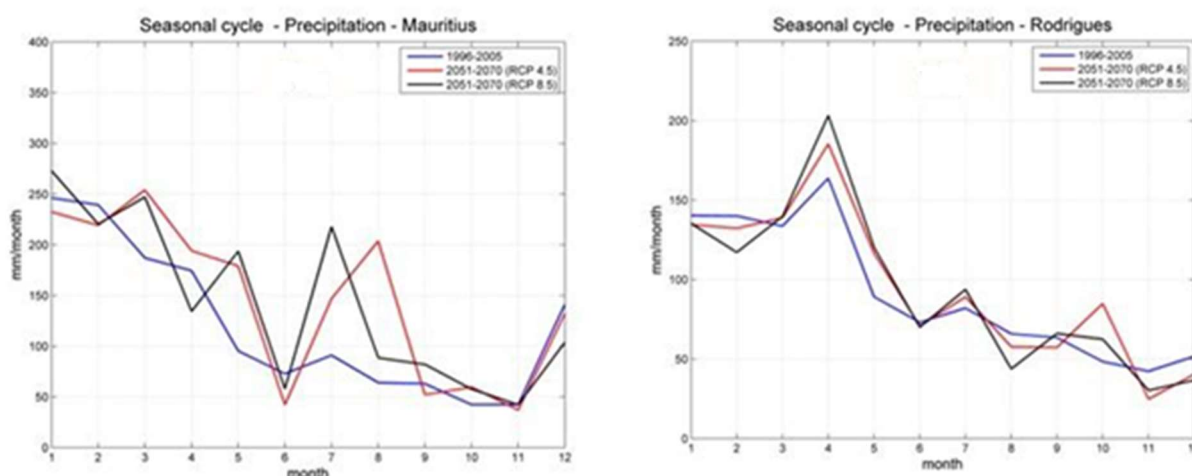 Seasonal cycle - Precipitation - Mauritius
400
350
300
250
200
150
100
50
0
mm/month
1996-2005
2051-2070 (RCP 4.5)
2051-2070 (RCP 8.5)
1 2 3 4 5 6 7 8 9 10 11 12
month
Seasonal cycle - Precipitation - Rodrigues
250
200
150
100
50
0
mm/month
1996-2005
2051-2070 (RCP 4.5)
2051-2070 (RCP 8.5)
1 2 3 4 5 6 7 8 9 10 11 1
month